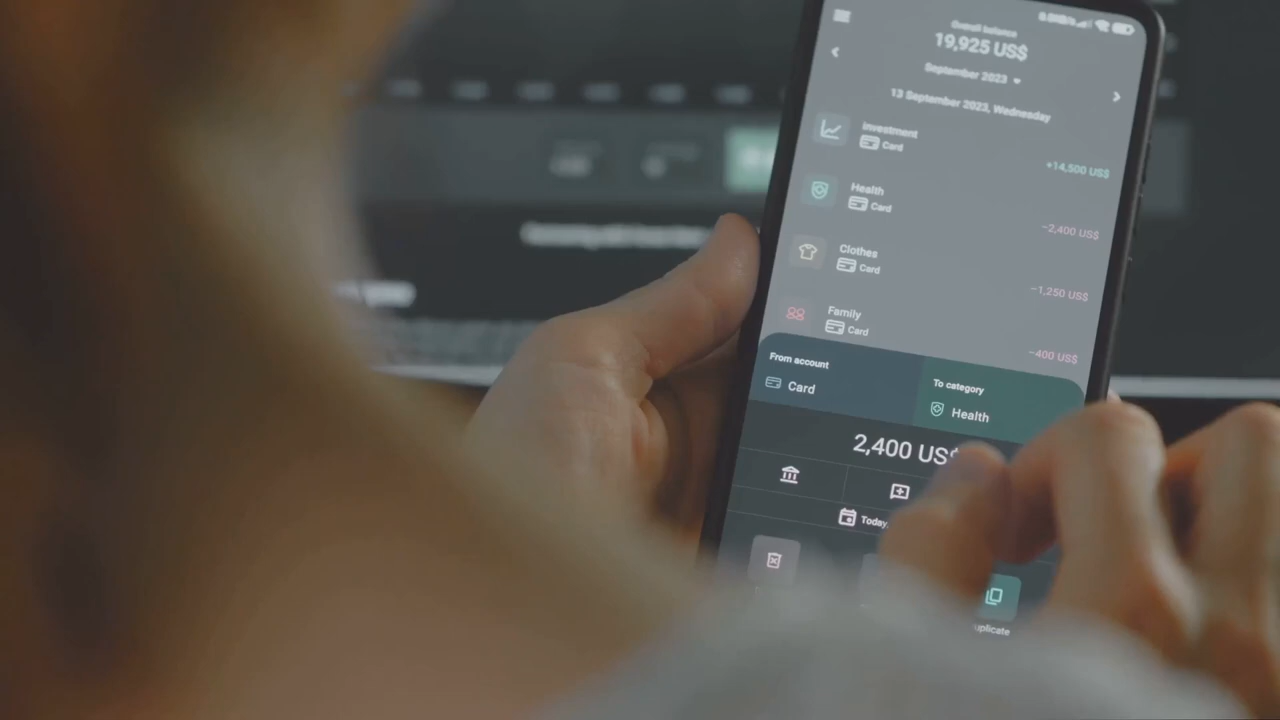 Overall balance
19,925 US$
September 2023
13 September 2023, Wednesday
Investment
Card
+14,500 US$
Health
Card
−2,400 US$
Clothes
Card
−1,250 US$
Family
Card
−400 US$
From account
Card
To category
Health
2,400 US$
Today,
uplicate